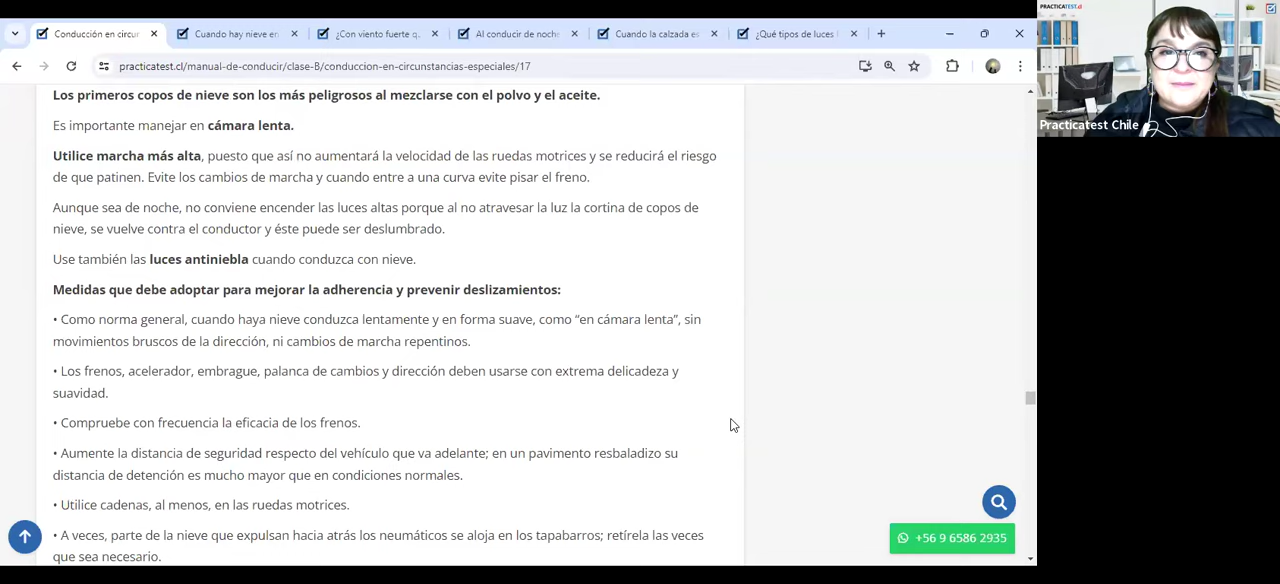 Conducción en circun
Cuando hay nieve en
¿Con viento fuerte q
Al conducir de noche
Cuando la calzada es
¿Qué tipos de luces
practicatest.cl/manual-de-conducir/clase-B/conduccion-en-circunstancias-especiales/17
PRACTICATEST.cl
Practicatest Chile
Los primeros copos de nieve son los más peligrosos al mezclarse con el polvo y el aceite.
Es importante manejar en cámara lenta.
Utilice marcha más alta, puesto que así no aumentará la velocidad de las ruedas motrices y se reducirá el riesgo
de que patinen. Evite los cambios de marcha y cuando entre a una curva evite pisar el freno.
Aunque sea de noche, no conviene encender las luces altas porque al no atravesar la luz la cortina de copos de
nieve, se vuelve contra el conductor y éste puede ser deslumbrado.
Use también las luces antiniebla cuando conduzca con nieve.
Medidas que debe adoptar para mejorar la adherencia y prevenir deslizamientos:
• Como norma general, cuando haya nieve conduzca lentamente y en forma suave, como “en cámara lenta”, sin
movimientos bruscos de la dirección, ni cambios de marcha repentinos.
• Los frenos, acelerador, embrague, palanca de cambios y dirección deben usarse con extrema delicadeza y
suavidad.
• Compruebe con frecuencia la eficacia de los frenos.
• Aumente la distancia de seguridad respecto del vehículo que va adelante; en un pavimento resbaladizo su
distancia de detención es mucho mayor que en condiciones normales.
• Utilice cadenas, al menos, en las ruedas motrices.
• A veces, parte de la nieve que expulsan hacia atrás los neumáticos se aloja en los tapabarros; retírela las veces
que sea necesario.
+56 9 6586 2935